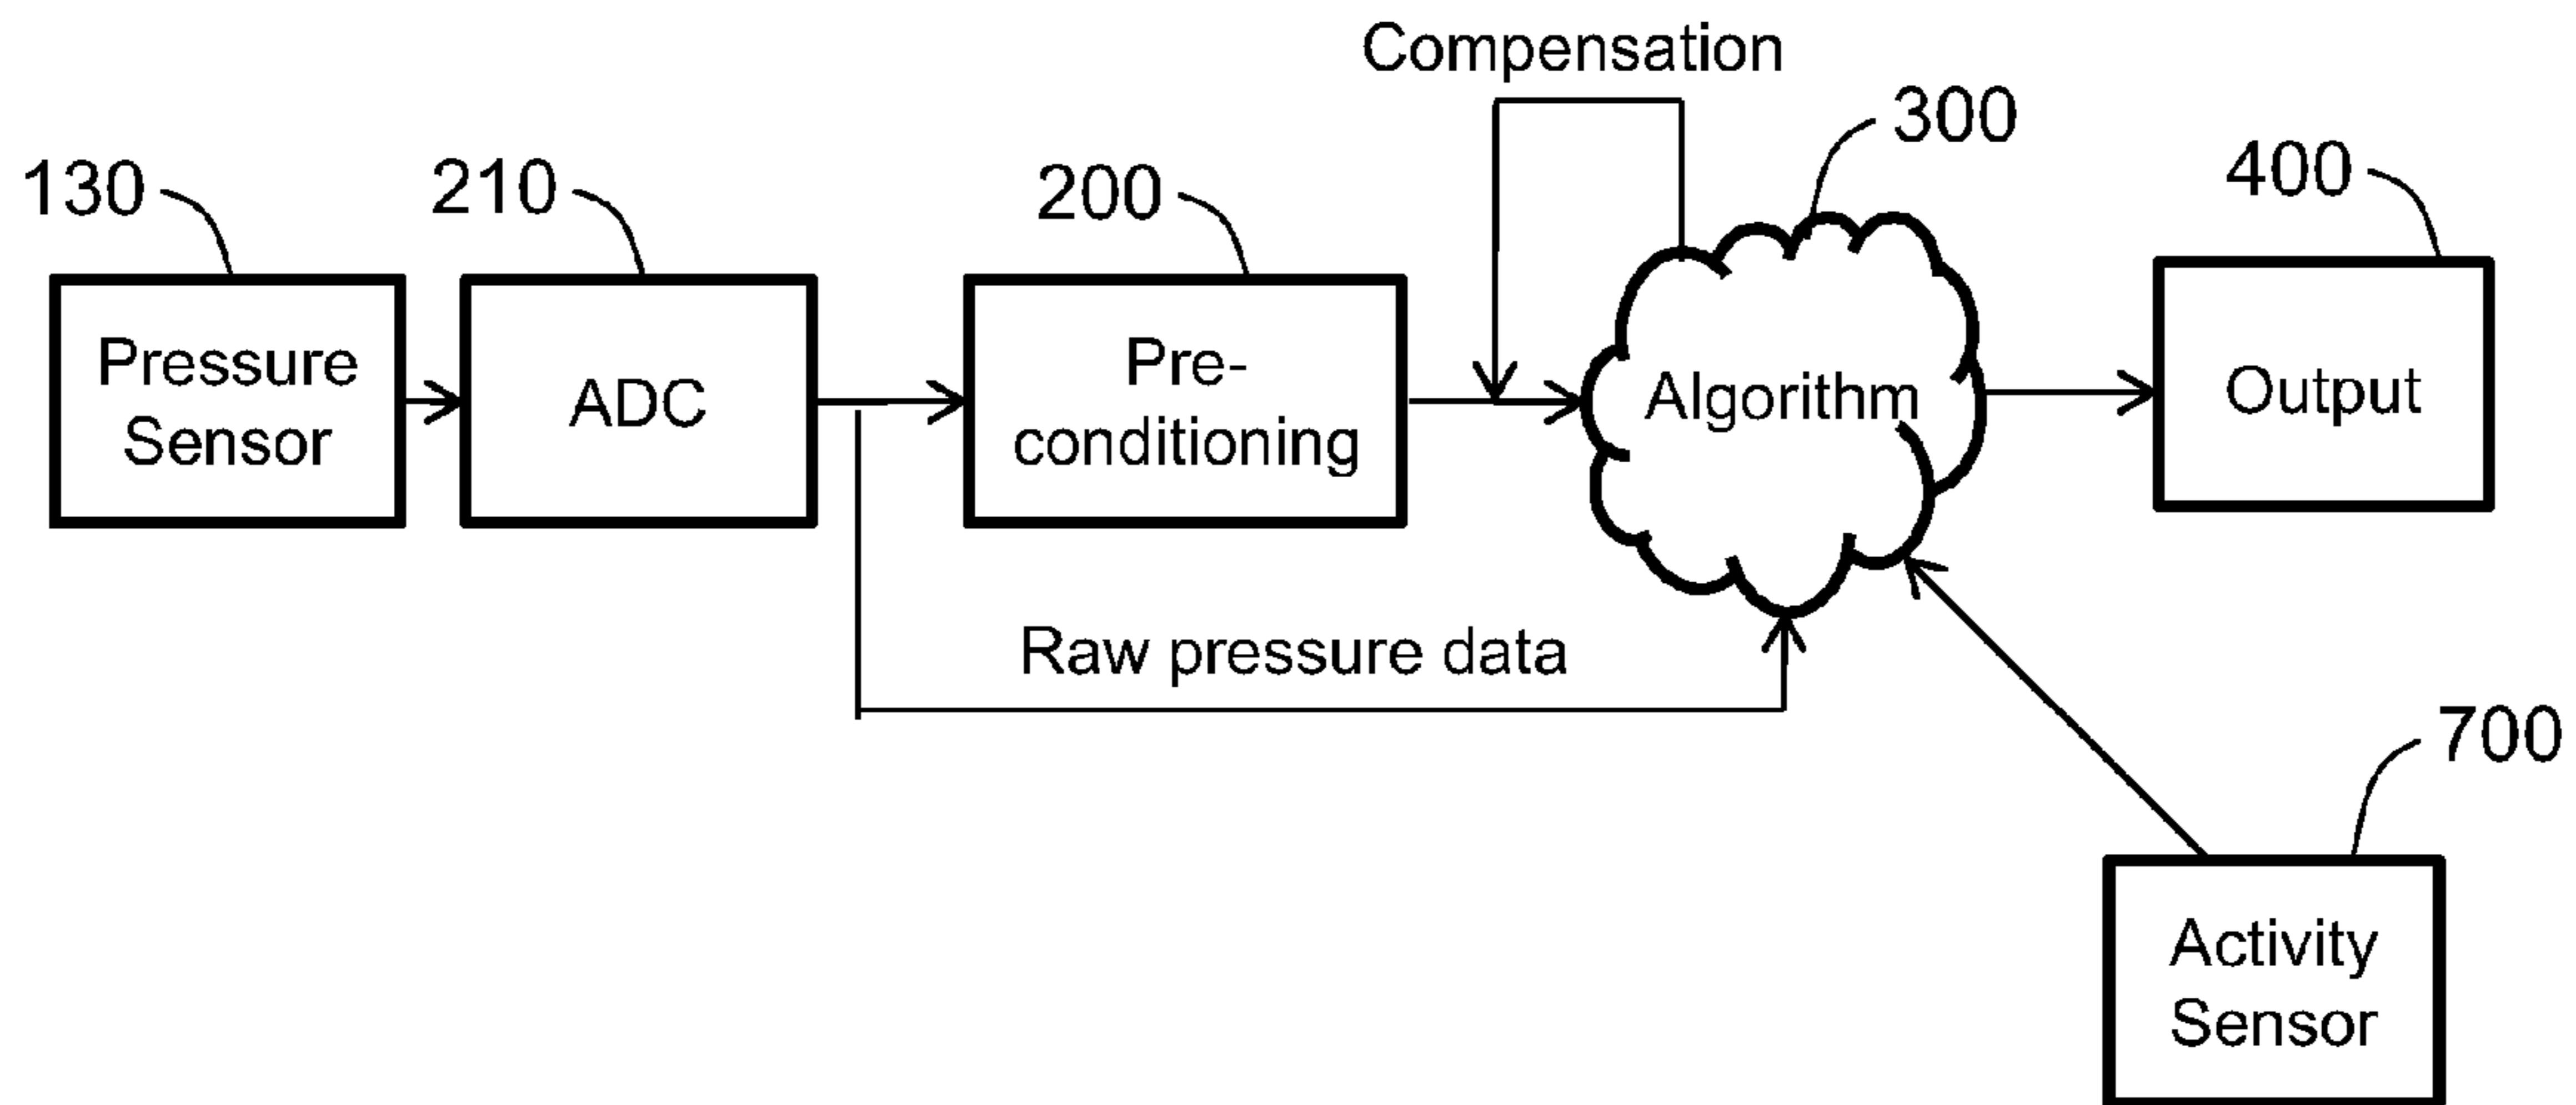 Compensation
300
130
210
200
400
Pressure
Sensor
ADC
Pre-
conditioning
Algorithm
Output
Raw pressure data
700
Activity
Sensor